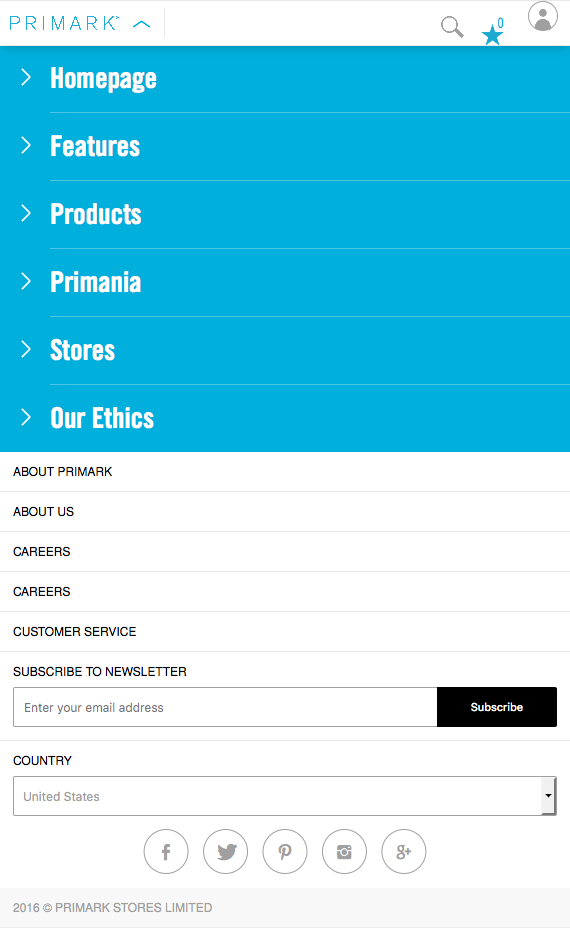 PRIMARK
0
Homepage
Features
Products
Primania
Stores
Our Ethics
ABOUT PRIMARK
ABOUT US
CAREERS
CAREERS
CUSTOMER SERVICE
SUBSCRIBE TO NEWSLETTER
Enter your email address
Subscribe
COUNTRY
United States
2016 © PRIMARK STORES LIMITED